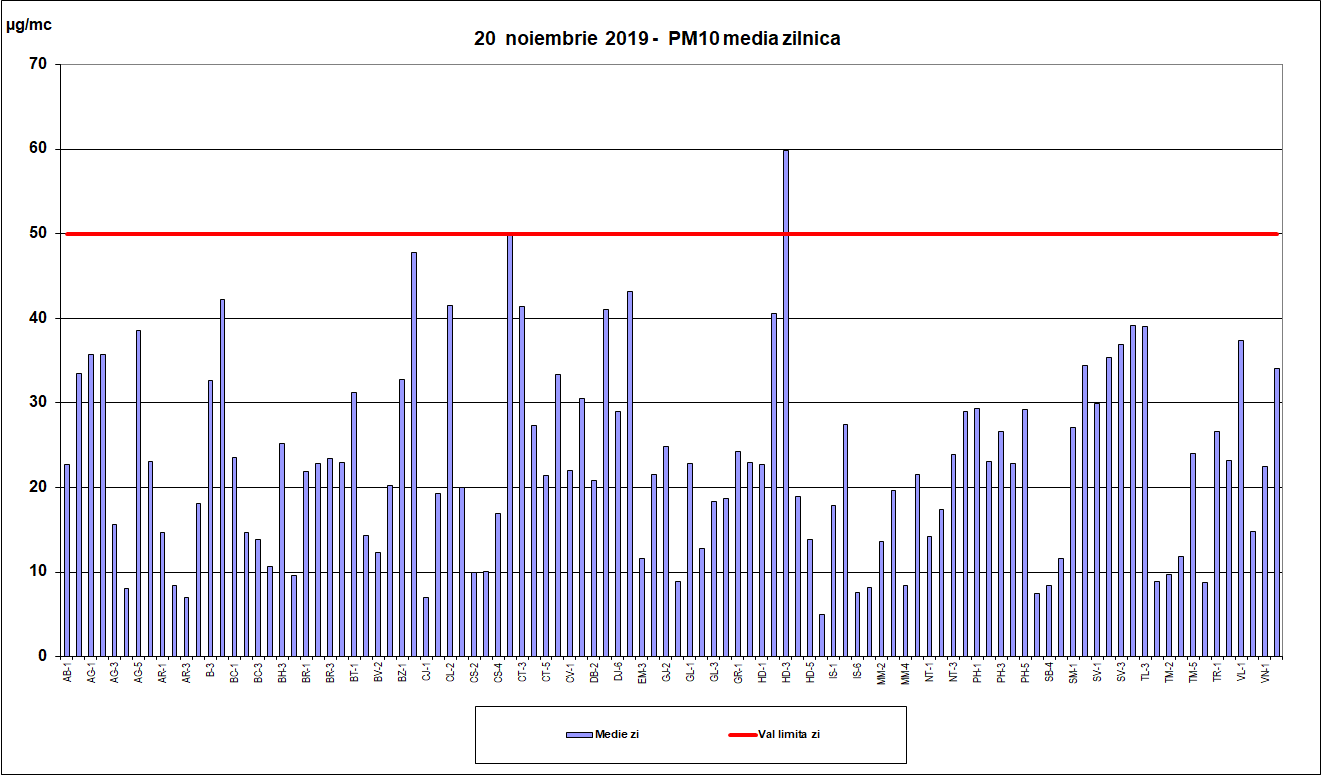 µg/mc
20 noiembrie 2019 - PM10 media zilnica
70
60
50
40
30
20
10
0
AB-1
AG-1
AG-3
AG-5
AR-1
AR-3
B-3
BC-1
BC-3
BH-3
BR-1
BR-3
BT-1
BV-2
BZ-1
CJ-1
CL-2
CS-2
CS-4
CT-3
CT-5
CV-1
DB-2
DJ-6
EM-3
GJ-2
GL-1
GL-3
GR-1
HD-1
HD-3
HD-5
IS-1
IS-6
MM-2
MM-4
NT-1
NT-3
PH-1
PH-3
PH-5
SB-4
SM-1
SV-1
SV-3
TL-3
TM-2
TM-5
TR-1
VL-1
VN-1
Medie zi
Val limita zi